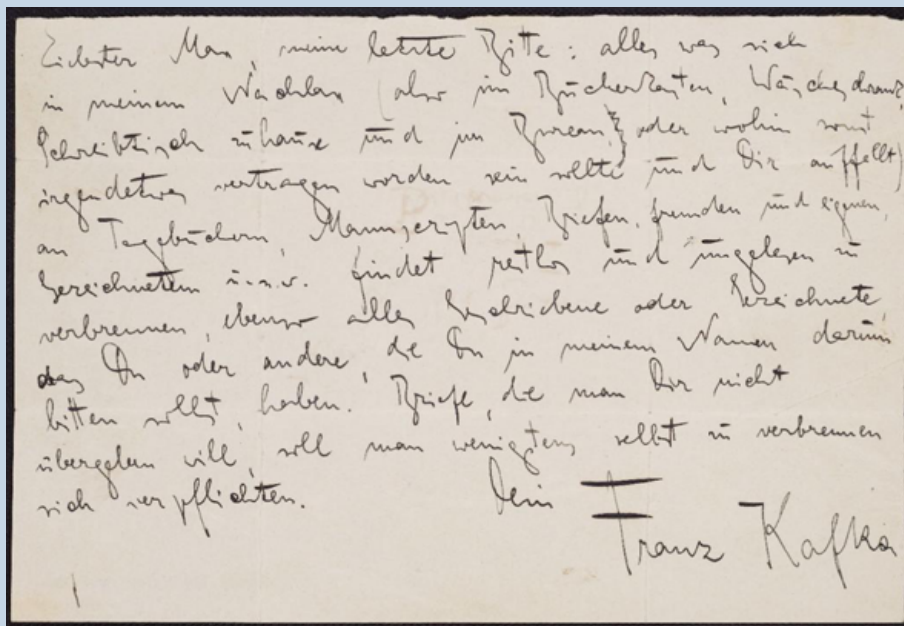 Liebster Max, meine letzte Bitte: alles was sich
in meinem Nachlass (also im Bücherkasten, Wäscheschrank,
Schreibtisch zuhause und im Bureau, oder wohin sonst
irgendetwas vertragen worden sein sollte und Dir auffällt)
an Tagebüchern, Manuscripten, Briefen, fremden und eignen,
Gezeichnetem u.s.w. findet restlos und ungelesen zu
verbrennen, ebenso alles Geschriebene oder Gezeichnete,
das Du oder andre, die Du in meinem Namen darum
bitten sollst, haben. Briefe, die man Dir nicht
übergeben will, soll man wenigstens selbst zu verbrennen
sich verpflichten.
Dein
Franz Kafka